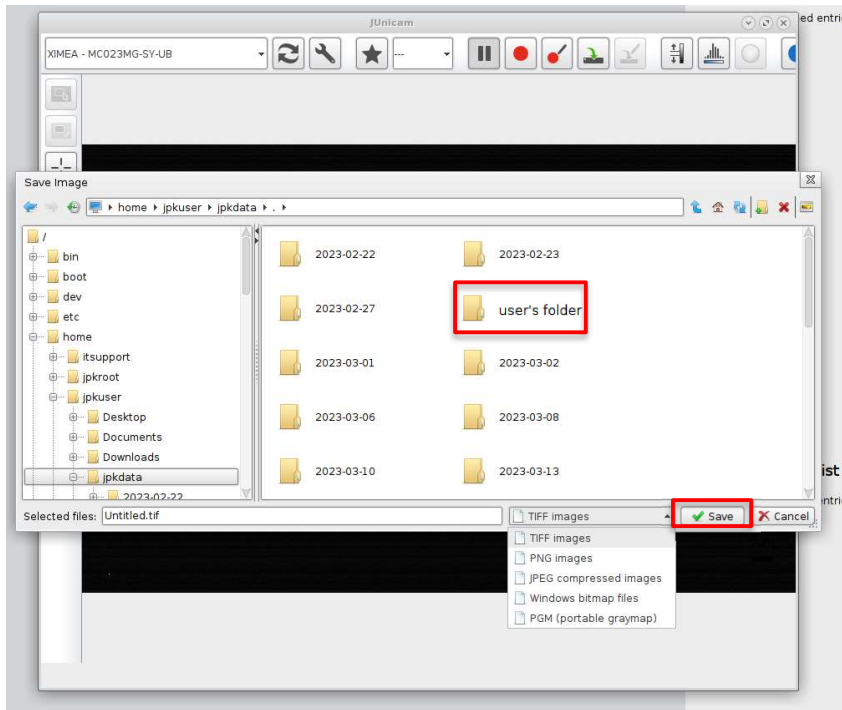 JUnicam
ed entri
XIMEA - MC023MG-SY-UB
---
Save Image
home jpkuser jpkdata .
/
bin
boot
dev
etc
home
itsupport
jpkroot
jpkuser
Desktop
Documents
Downloads
jpkdata
2023-02-22
2023-02-22
2023-02-23
2023-02-27
user's folder
2023-03-01
2023-03-02
2023-03-06
2023-03-08
2023-03-10
2023-03-13
ist
entri
Selected files: Untitled.tif
TIFF images
Save
Cancel
TIFF images
PNG images
JPEG compressed images
Windows bitmap files
PGM (portable graymap)